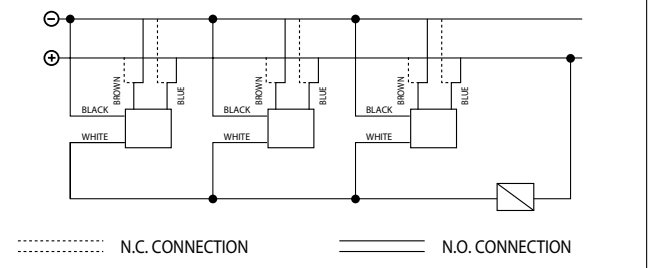 ⊖
⊕
BROWN BLUE BROWN BLUE BROWN BLUE
BLACK BLACK BLACK
WHITE WHITE WHITE
N.C. CONNECTION N.O. CONNECTION